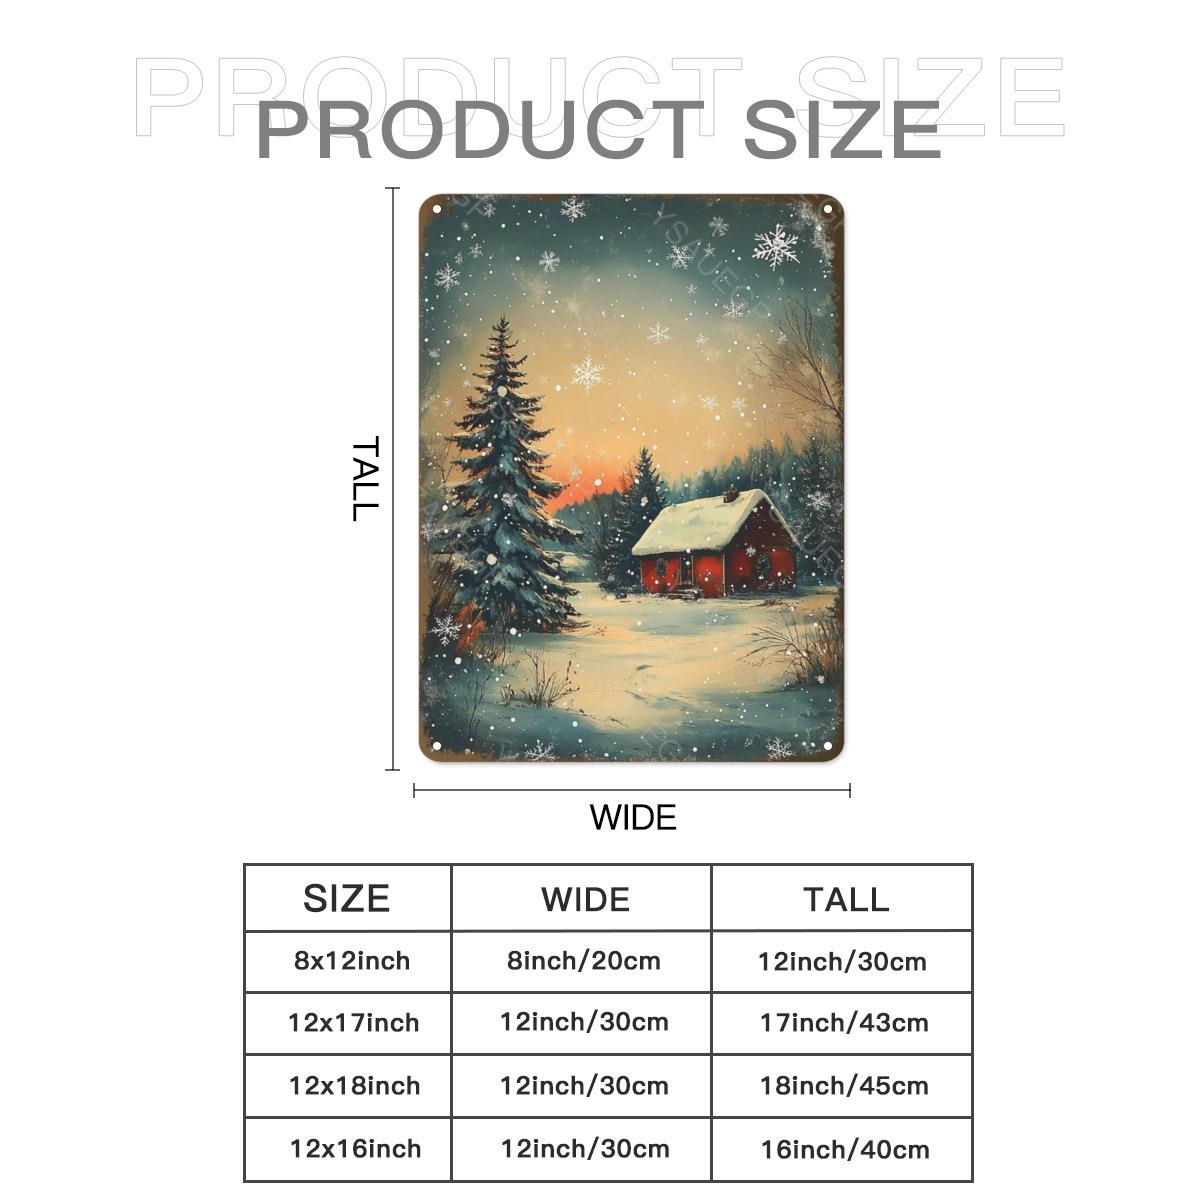 PRODUCT SIZE
PRODUCT SIZE
YSAUEGP
TALL
WIDE
SIZE WIDE TALL
8x12inch 8inch/20cm 12inch/30cm
12x17inch 12inch/30cm 17inch/43cm
12x18inch 12inch/30cm 18inch/45cm
12x16inch 12inch/30cm 16inch/40cm